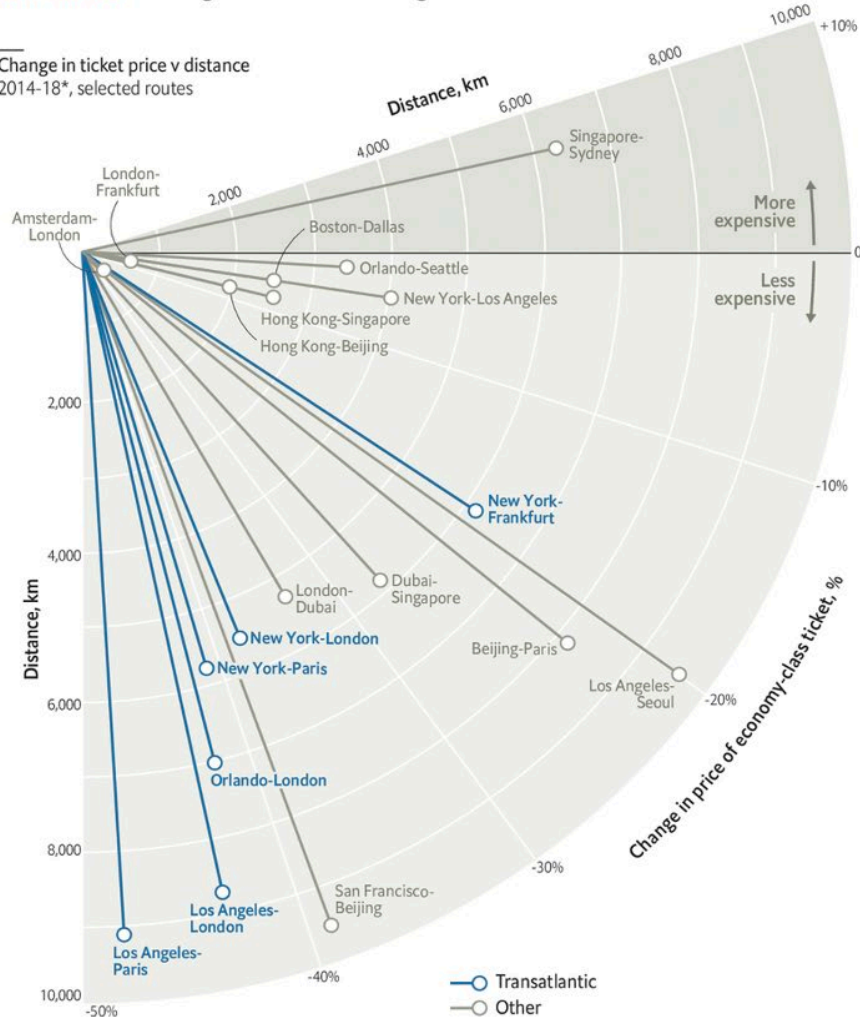 Change in ticket price v distance
2014-18*, selected routes
Distance, km
2,000
4,000
6,000
8,000
10,000
+10%
Singapore-
Sydney
London-
Frankfurt
Amsterdam-
London
Boston-Dallas
More
expensive
0
Orlando-Seattle
Less
expensive
New York-Los Angeles
Hong Kong-Singapore
Hong Kong-Beijing
2,000
-10%
New York-
Frankfurt
4,000
Dubai-
Singapore
London-
Dubai
Distance, km
New York-London
Beijing-Paris
New York-Paris
Los Angeles-
Seoul
-20%
Change in price of economy-class ticket, %
6,000
Orlando-London
8,000
-30%
San Francisco-
Beijing
Los Angeles-
London
Los Angeles-
Paris
-40%
10,000
-50%
Transatlantic
Other